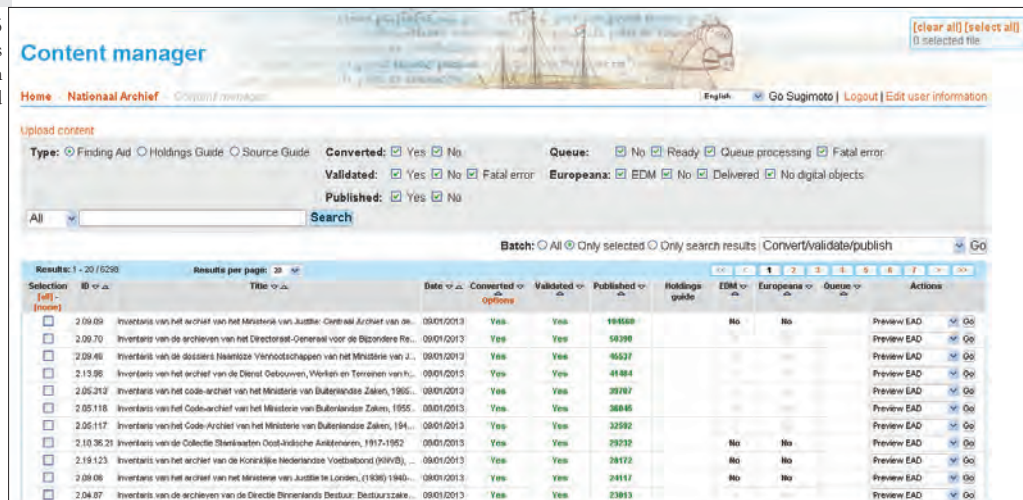 [clear all] [select all]
0 selected file
Content manager
Home Nationaal Archief Content manager
English Go Sugimoto | Logout | Edit user information
Upload content
Type: Finding Aid Holdings Guide Source Guide Converted: Yes No Queue: No Ready Queue processing Fatal error
Validated: Yes No Fatal error Europeana: EDM No Delivered No digital objects
Published: Yes No
All Search
Batch: All Only selected Only search results Convert/validate/publish Go
Results: 1 - 20 / 6298 Results per page: 20 << < 1 2 3 4 5 6 7 > >>
Selection ID Title Date Converted Validated Published Holdings guide EDM Europeana Queue Actions
[all] - [none] Options
2.09.09 Inventaris van het archief van het Ministerie van Justitie: Centraal Archief van de... 09/01/2013 Yes Yes No No Preview EAD Go
2.09.70 Inventaris van de archieven van het Directoraat-Generaal voor de Bijzondere Re... 09/01/2013 Yes Yes 50390 Preview EAD Go
2.09.46 Inventaris van de dossiers Naamloze Vennootschappen van het Ministerie van J... 09/01/2013 Yes Yes 45537 Preview EAD Go
2.13.98 Inventaris van het archief van de Dienst Gebouwen, Werken en Terreinen van h... 09/01/2013 Yes Yes 41484 Preview EAD Go
2.05.313 Inventaris van het code-archief van het Ministerie van Buitenlandse Zaken, 1965... 09/01/2013 Yes Yes 39787 Preview EAD Go
2.05.118 Inventaris van het Code-archief van het Ministerie van Buitenlandse Zaken, 1955... 09/01/2013 Yes Yes 36045 Preview EAD Go
2.05.117 Inventaris van het Code-Archief van het Ministerie van Buitenlandse Zaken, 194... 09/01/2013 Yes Yes 32592 Preview EAD Go
2.10.36.21 Inventaris van de Collectie Stamkaarten Oost-Indische Ambtenaren, 1917-1952 09/01/2013 Yes Yes 29232 No No Preview EAD Go
2.19.123 Inventaris van het archief van de Koninklijke Nederlandse Voetbalbond (KNVB), ... 09/01/2013 Yes Yes 28172 No No Preview EAD Go
2.09.06 Inventaris van het archief van het Ministerie van Justitie te Londen, (1936) 1940-... 09/01/2013 Yes Yes 24117 No No Preview EAD Go
2.04.87 Inventaris van de archieven van de Directie Binnenlands Bestuur: Bestuurszake... 09/01/2013 Yes Yes 23013 Preview EAD Go